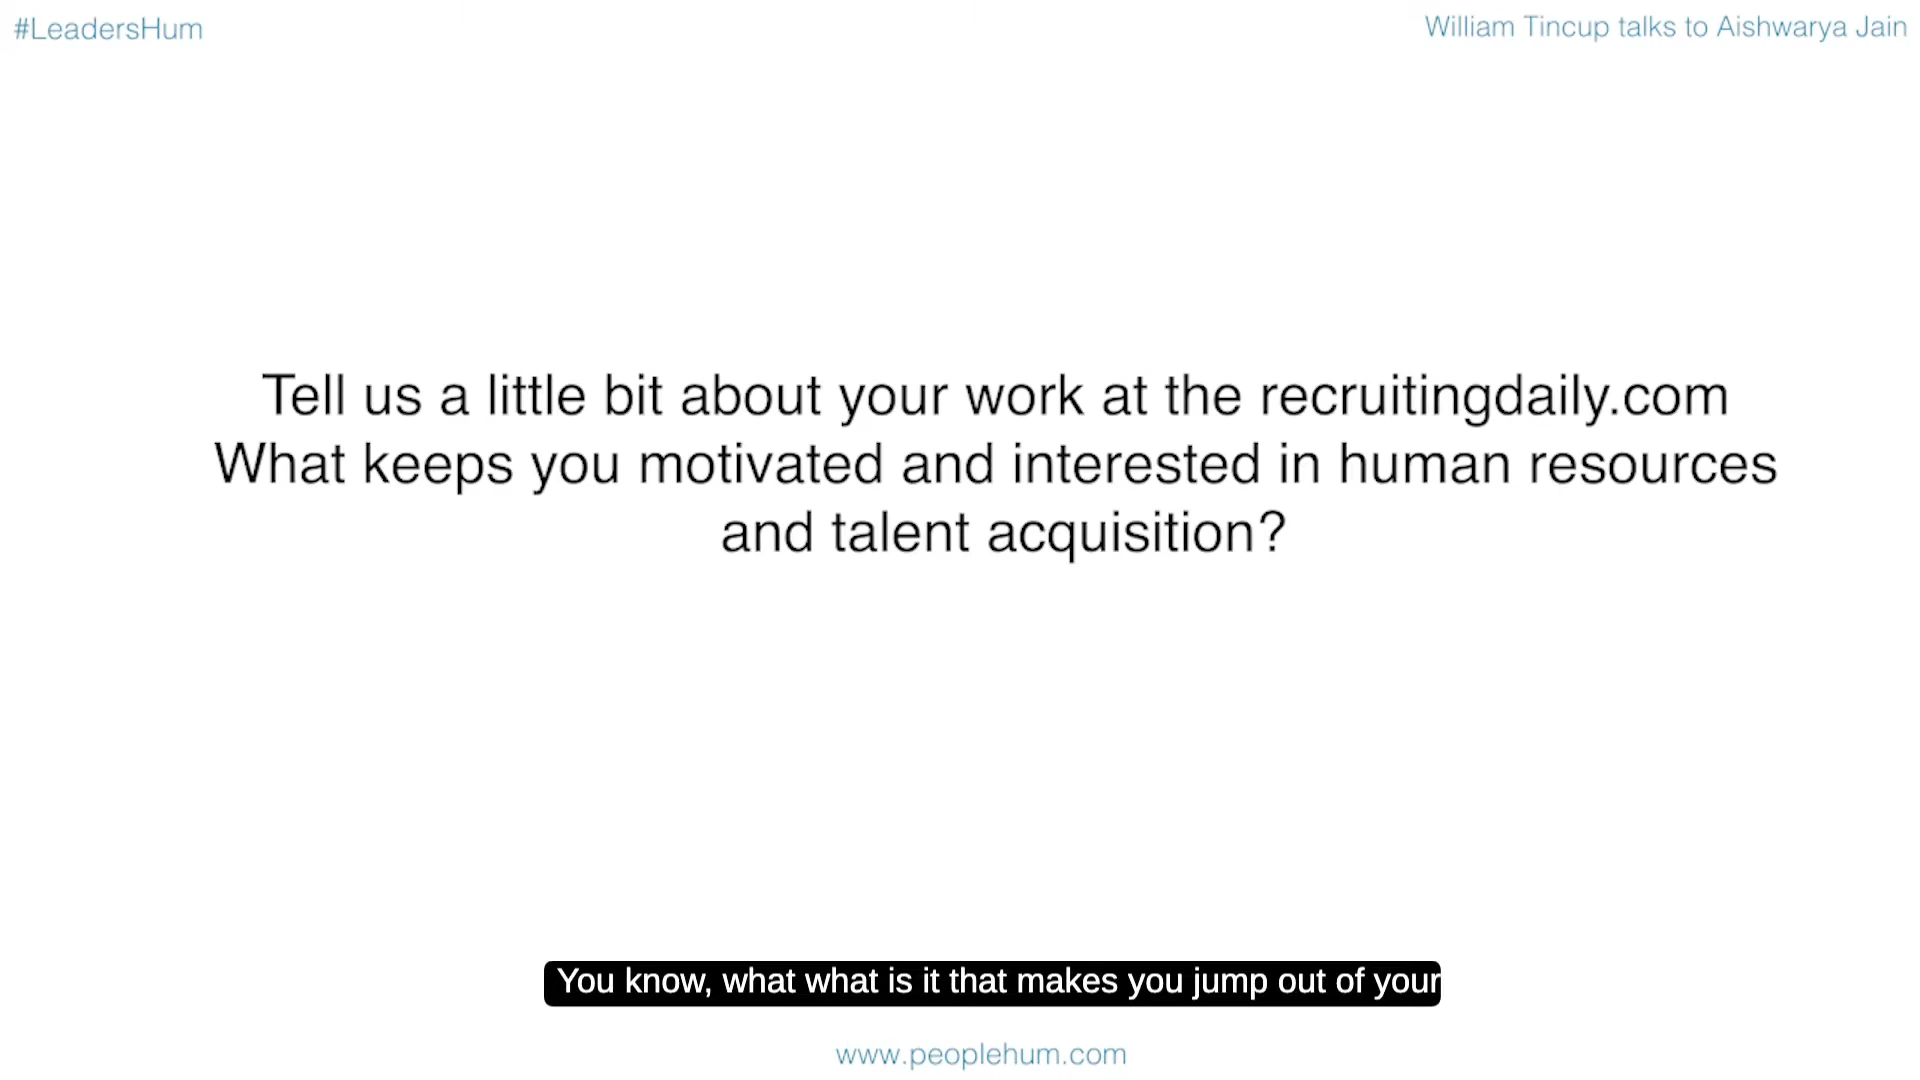 #LeadersHum
William Tincup talks to Aishwarya Jain
Tell us a little bit about your work at the recruitingdaily.com
What keeps you motivated and interested in human resources
and talent acquisition?
You know, what what is it that makes you jump out of your
www.peoplehum.com